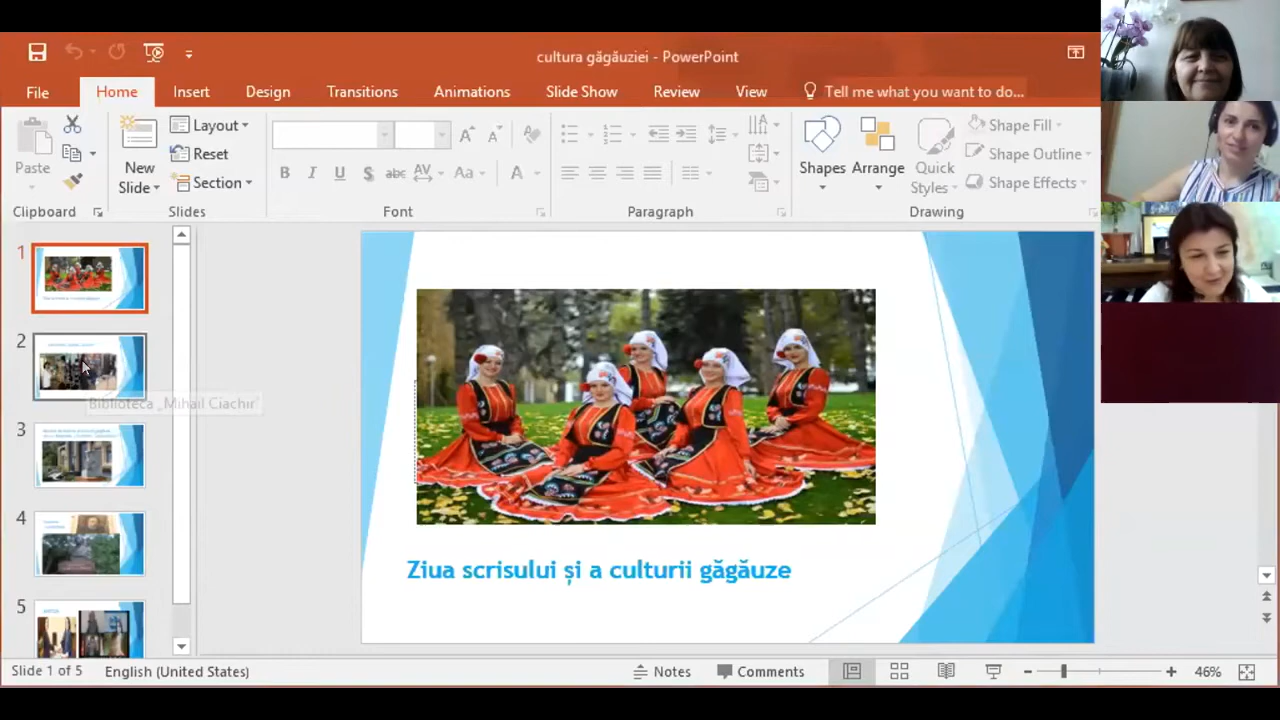 cultura găgăuziei - PowerPoint
File Home Insert Design Transitions Animations Slide Show Review View Tell me what you want to do...
Paste
New Slide
Layout
Reset
Section
B I U S abc AV Aa A
Shapes
Arrange
Quick Styles
Shape Fill
Shape Outline
Shape Effects
Clipboard Slides Font Paragraph Drawing
1
2
Biblioteca „Mihail Ciachir”
3
4
5
Ziua scrisului și a culturii găgăuze
Slide 1 of 5 English (United States) Notes Comments 46%